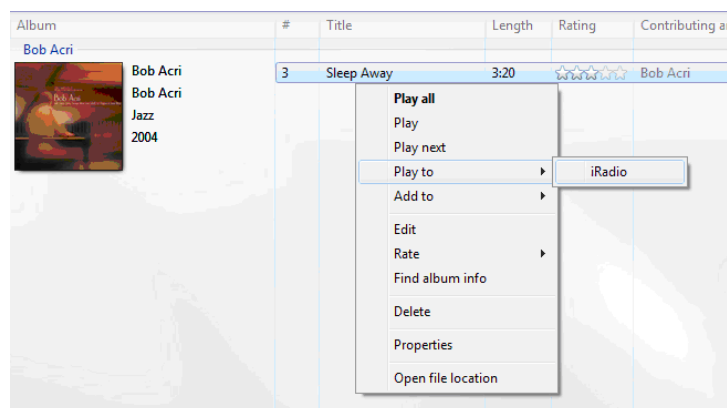 Album # Title Length Rating Contributing a
Bob Acri
Bob Acri 3 Sleep Away 3:20 Bob Acri
Bob Acri
Jazz
2004
Bob Acri
Play all
Play
Play next
Play to iRadio
Add to
Edit
Rate
Find album info
Delete
Properties
Open file location